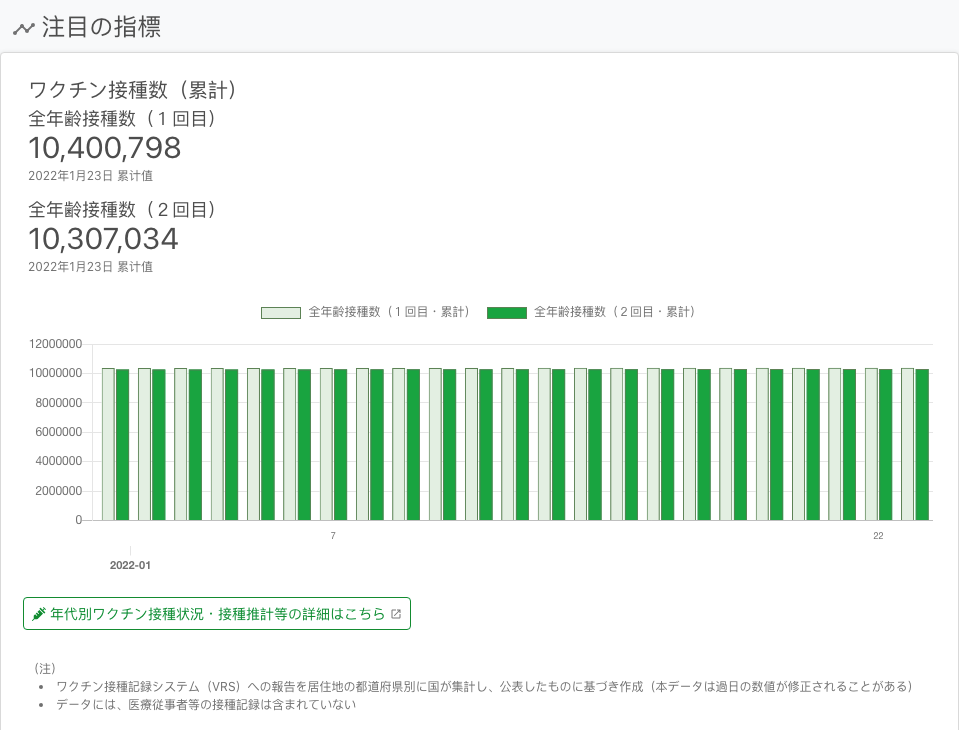 注目の指標
ワクチン接種数（累計）
全年齢接種数（１回目）
10,400,798
2022年1月23日 累计值
全年齢接種数（２回目）
10,307,034
2022年1月23日 累计值
全年齢接種数（１回目・累計） 全年齢接種数（２回目・累計）
12000000
10000000
8000000
6000000
4000000
2000000
0
7 22
2022-01
年代別ワクチン接種状況・接種推計等の詳細はこちら
（注）
• ワクチン接種記録システム（VRS）への報告を居住地の都道府県別に国が集計し、公表したものに基づき作成（本データは過日の数値が修正されることがある）
• データには、医療従事者等の接種記録は含まれていない